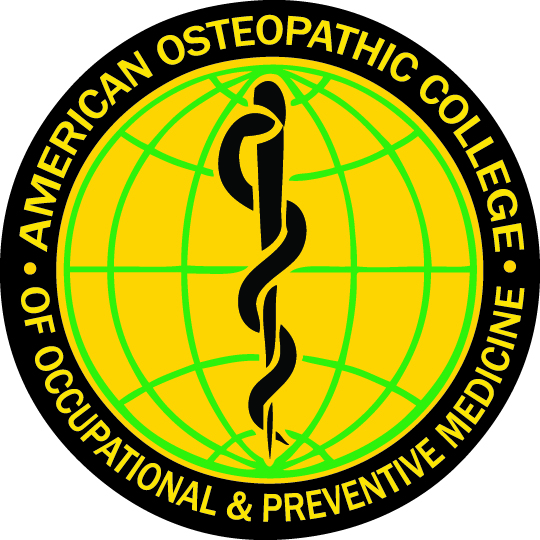 AMERICAN OSTEOPATHIC COLLEGE
OF OCCUPATIONAL & PREVENTIVE MEDICINE